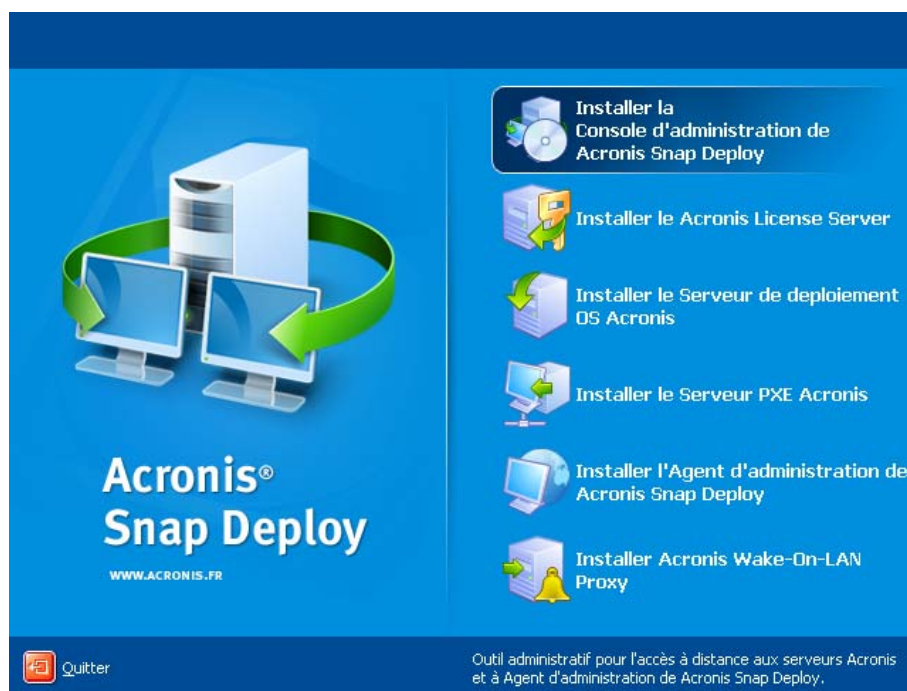 Installer la
Console d'administration de
Acronis Snap Deploy
Installer le Acronis License Server
Installer le Serveur de deploiement
OS Acronis
Installer le Serveur PXE Acronis
Installer l'Agent d'administration de
Acronis Snap Deploy
Installer Acronis Wake-On-LAN
Proxy
Acronis®
Snap Deploy
WWW.ACRONIS.FR
Quitter
Outil administratif pour l'accès à distance aux serveurs Acronis
et à Agent d'administration de Acronis Snap Deploy.